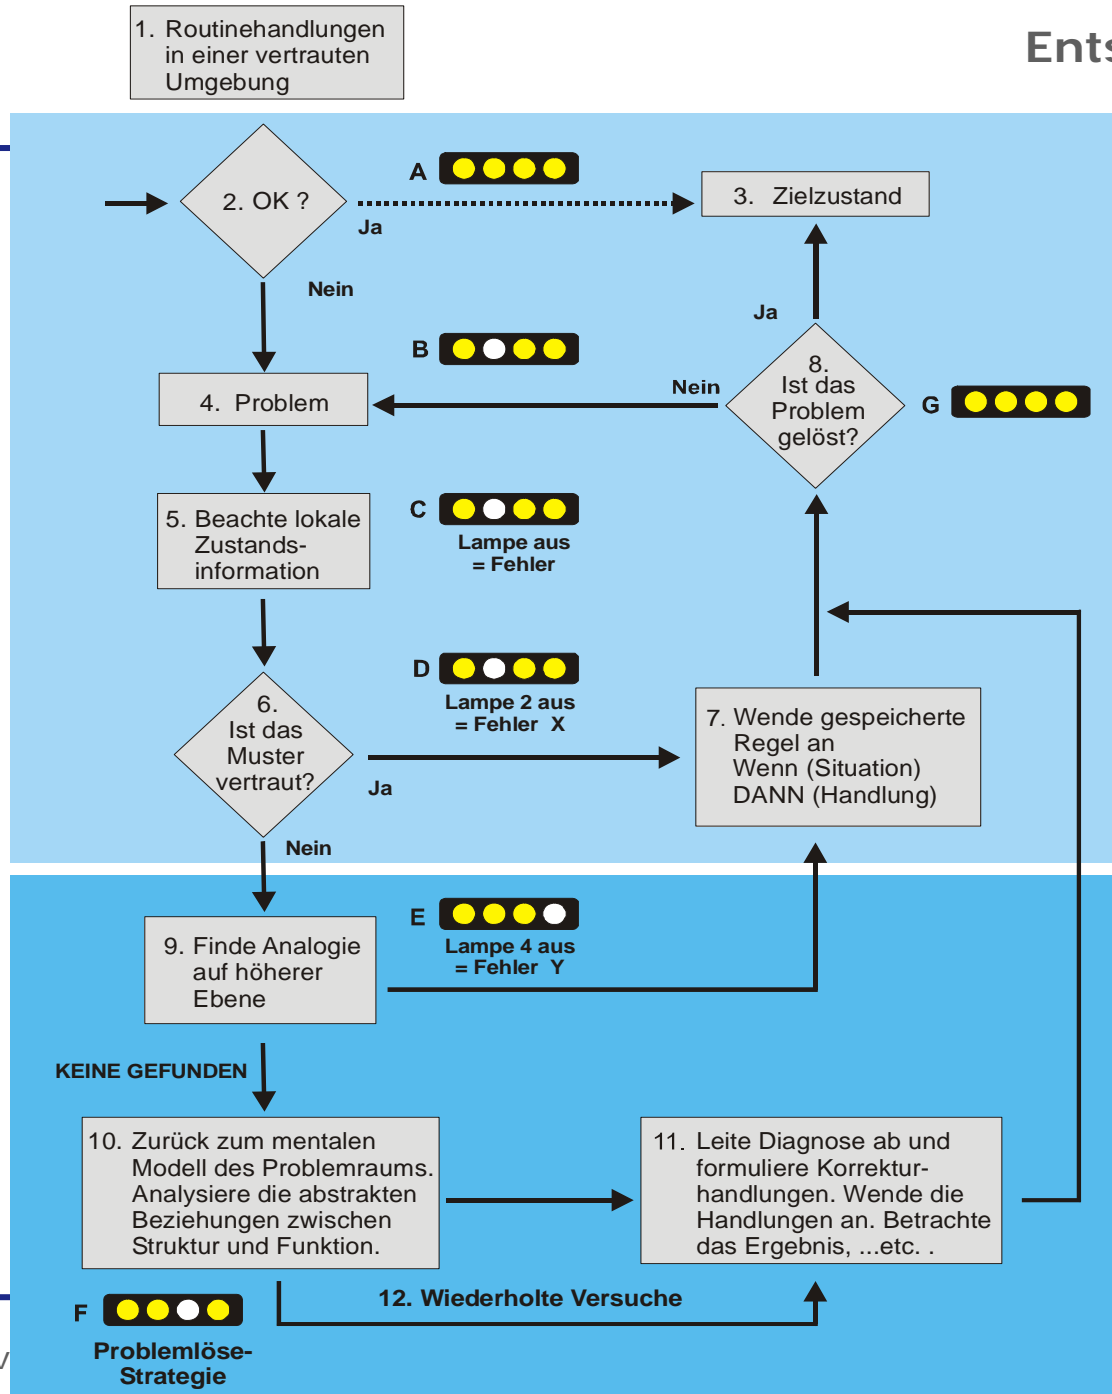 1. Routinehandlungen
in einer vertrauten
Umgebung
Ents
2. OK ?
A
Ja
3. Zielzustand
Nein
B
Ja
4. Problem
Nein
8.
Ist das
Problem
gelöst?
G
5. Beachte lokale
Zustands-
information
C
Lampe aus
= Fehler
D
Lampe 2 aus
= Fehler X
6.
Ist das
Muster
vertraut?
Ja
7. Wende gespeicherte
Regel an
Wenn (Situation)
DANN (Handlung)
Nein
E
Lampe 4 aus
= Fehler Y
9. Finde Analogie
auf höherer
Ebene
KEINE GEFUNDEN
10. Zurück zum mentalen
Modell des Problemraums.
Analysiere die abstrakten
Beziehungen zwischen
Struktur und Funktion.
11. Leite Diagnose ab und
formuliere Korrektur-
handlungen. Wende die
Handlungen an. Betrachte
das Ergebnis, ...etc. .
12. Wiederholte Versuche
F
Problemlöse-
Strategie